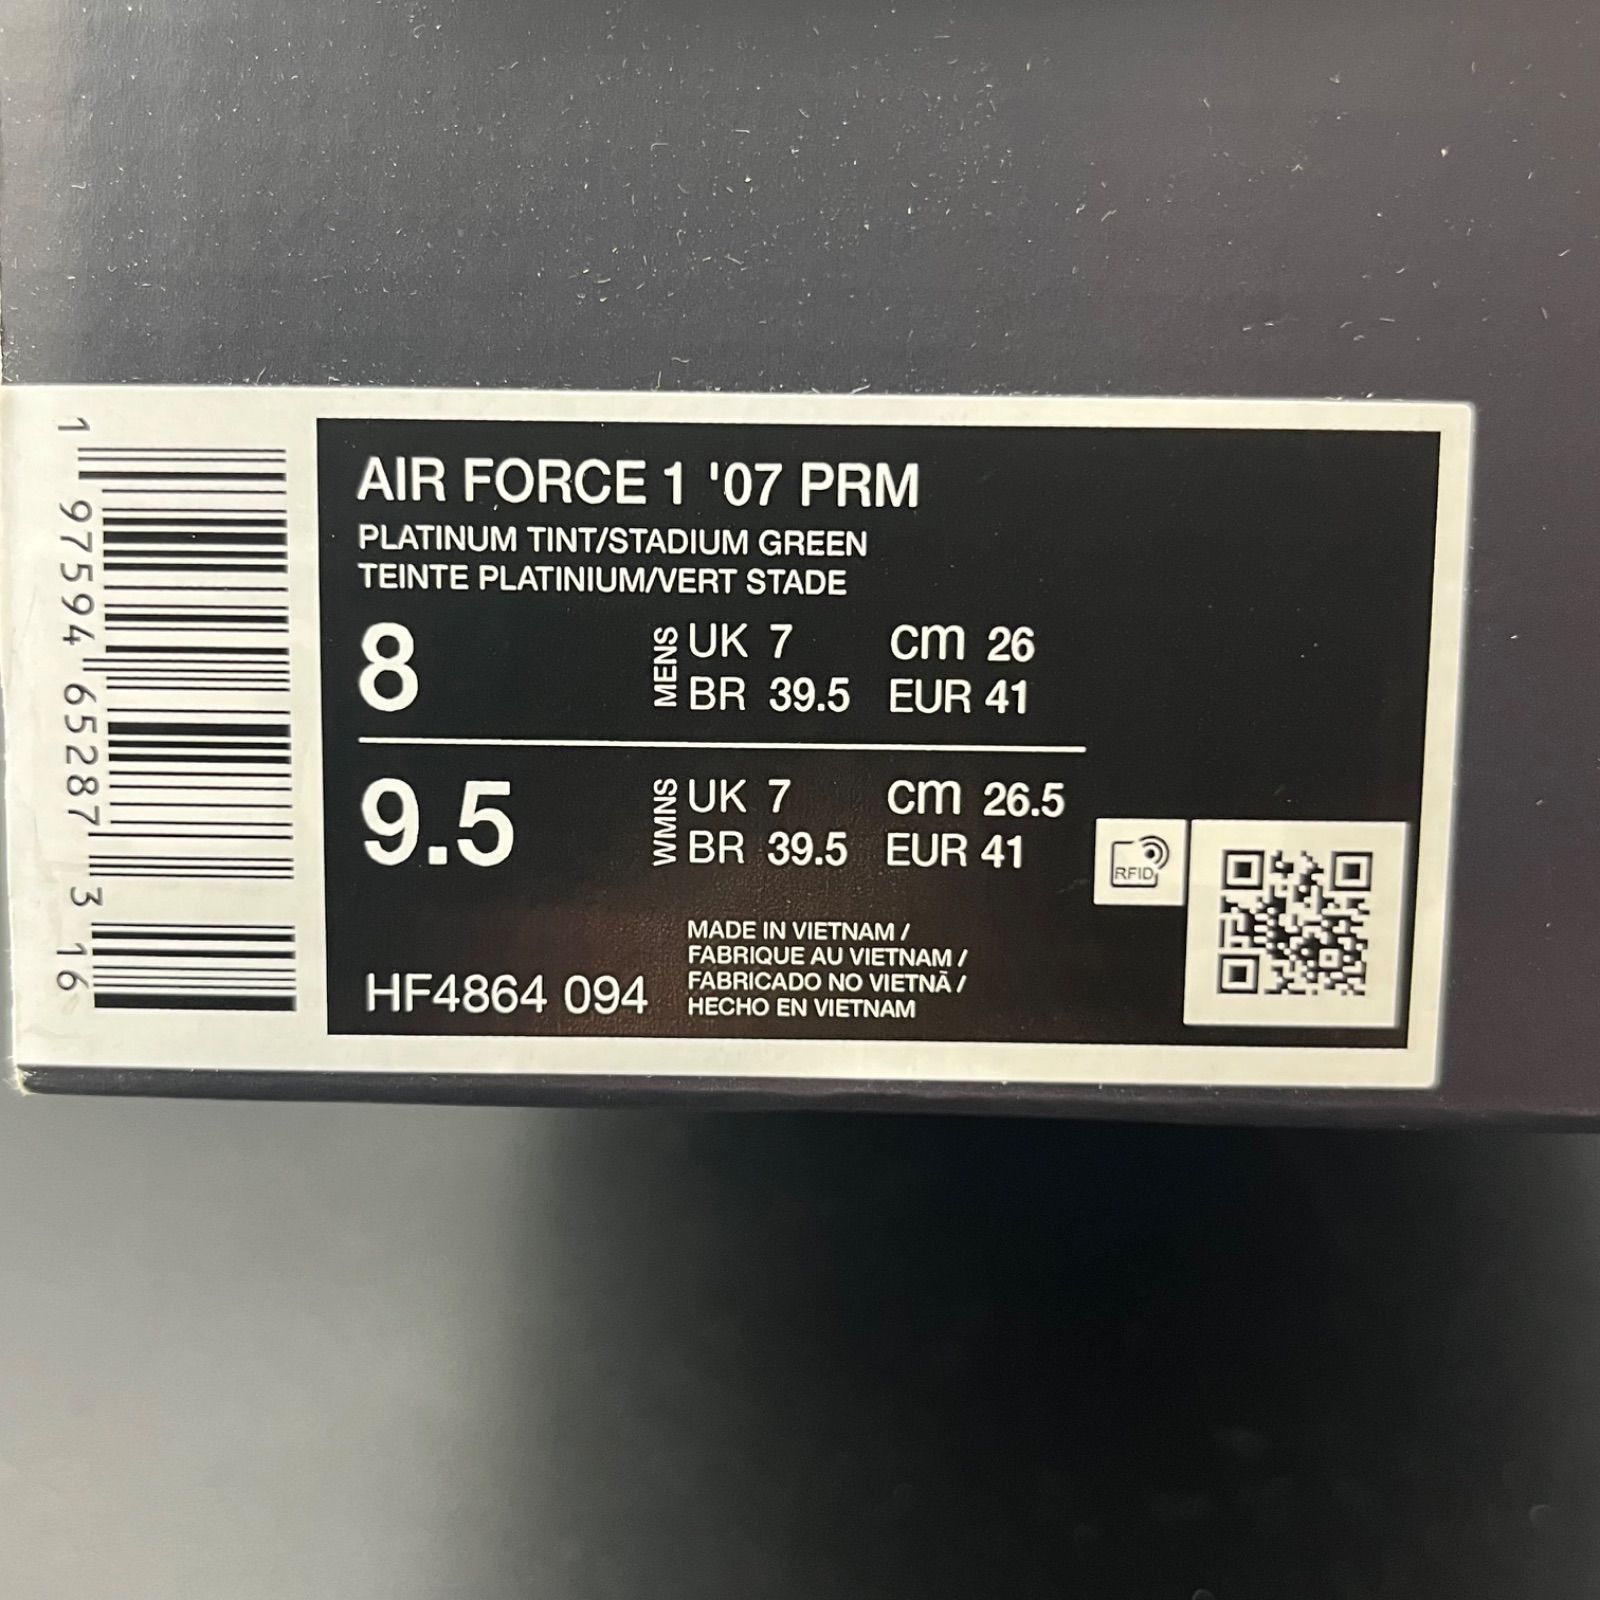 AIR FORCE 1 '07 PRM
PLATINUM TINT/STADIUM GREEN
TEINTE PLATINIUM/VERT STADE
8 MENS UK 7 cm 26
BR 39.5 EUR 41
9.5 WMNS UK 7 cm 26.5
BR 39.5 EUR 41
RFID
MADE IN VIETNAM /
FABRIQUE AU VIETNAM /
FABRICADO NO VIETNÃ /
HECHO EN VIETNAM
HF4864 094
1 97594 65287 3 16